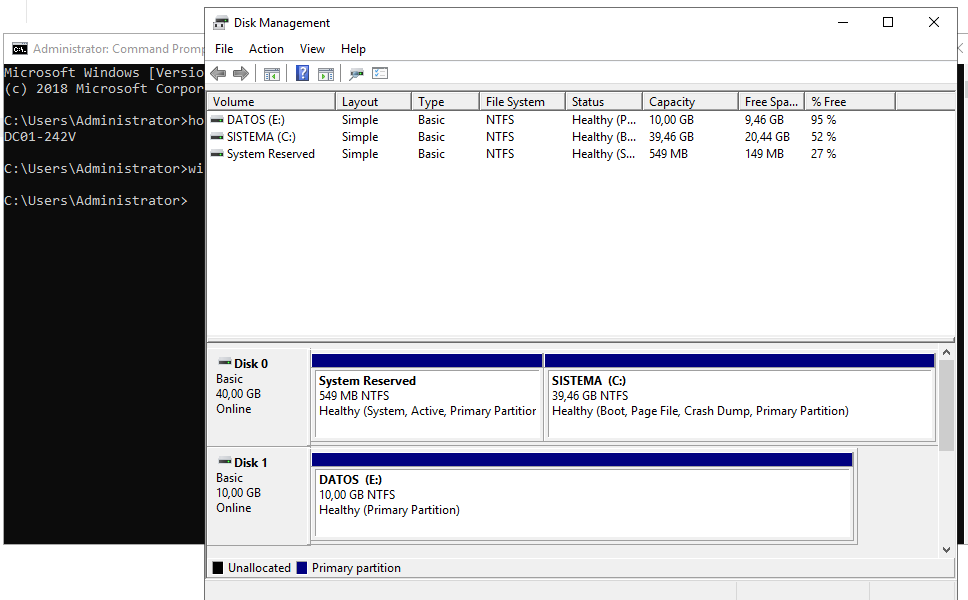 Administrator: Command Promp
Microsoft Windows [Versio
(c) 2018 Microsoft Corpor
C:\Users\Administrator>ho
DC01-242V
C:\Users\Administrator>wi
C:\Users\Administrator>
Disk Management
File Action View Help
Volume Layout Type File System Status Capacity Free Spa... % Free
DATOS (E:) Simple Basic NTFS Healthy (P... 10,00 GB 9,46 GB 95 %
SISTEMA (C:) Simple Basic NTFS Healthy (B... 39,46 GB 20,44 GB 52 %
System Reserved Simple Basic NTFS Healthy (S... 549 MB 149 MB 27 %
Disk 0
Basic
40,00 GB
Online
System Reserved
549 MB NTFS
Healthy (System, Active, Primary Partition
SISTEMA (C:)
39,46 GB NTFS
Healthy (Boot, Page File, Crash Dump, Primary Partition)
Disk 1
Basic
10,00 GB
Online
DATOS (E:)
10,00 GB NTFS
Healthy (Primary Partition)
Unallocated Primary partition